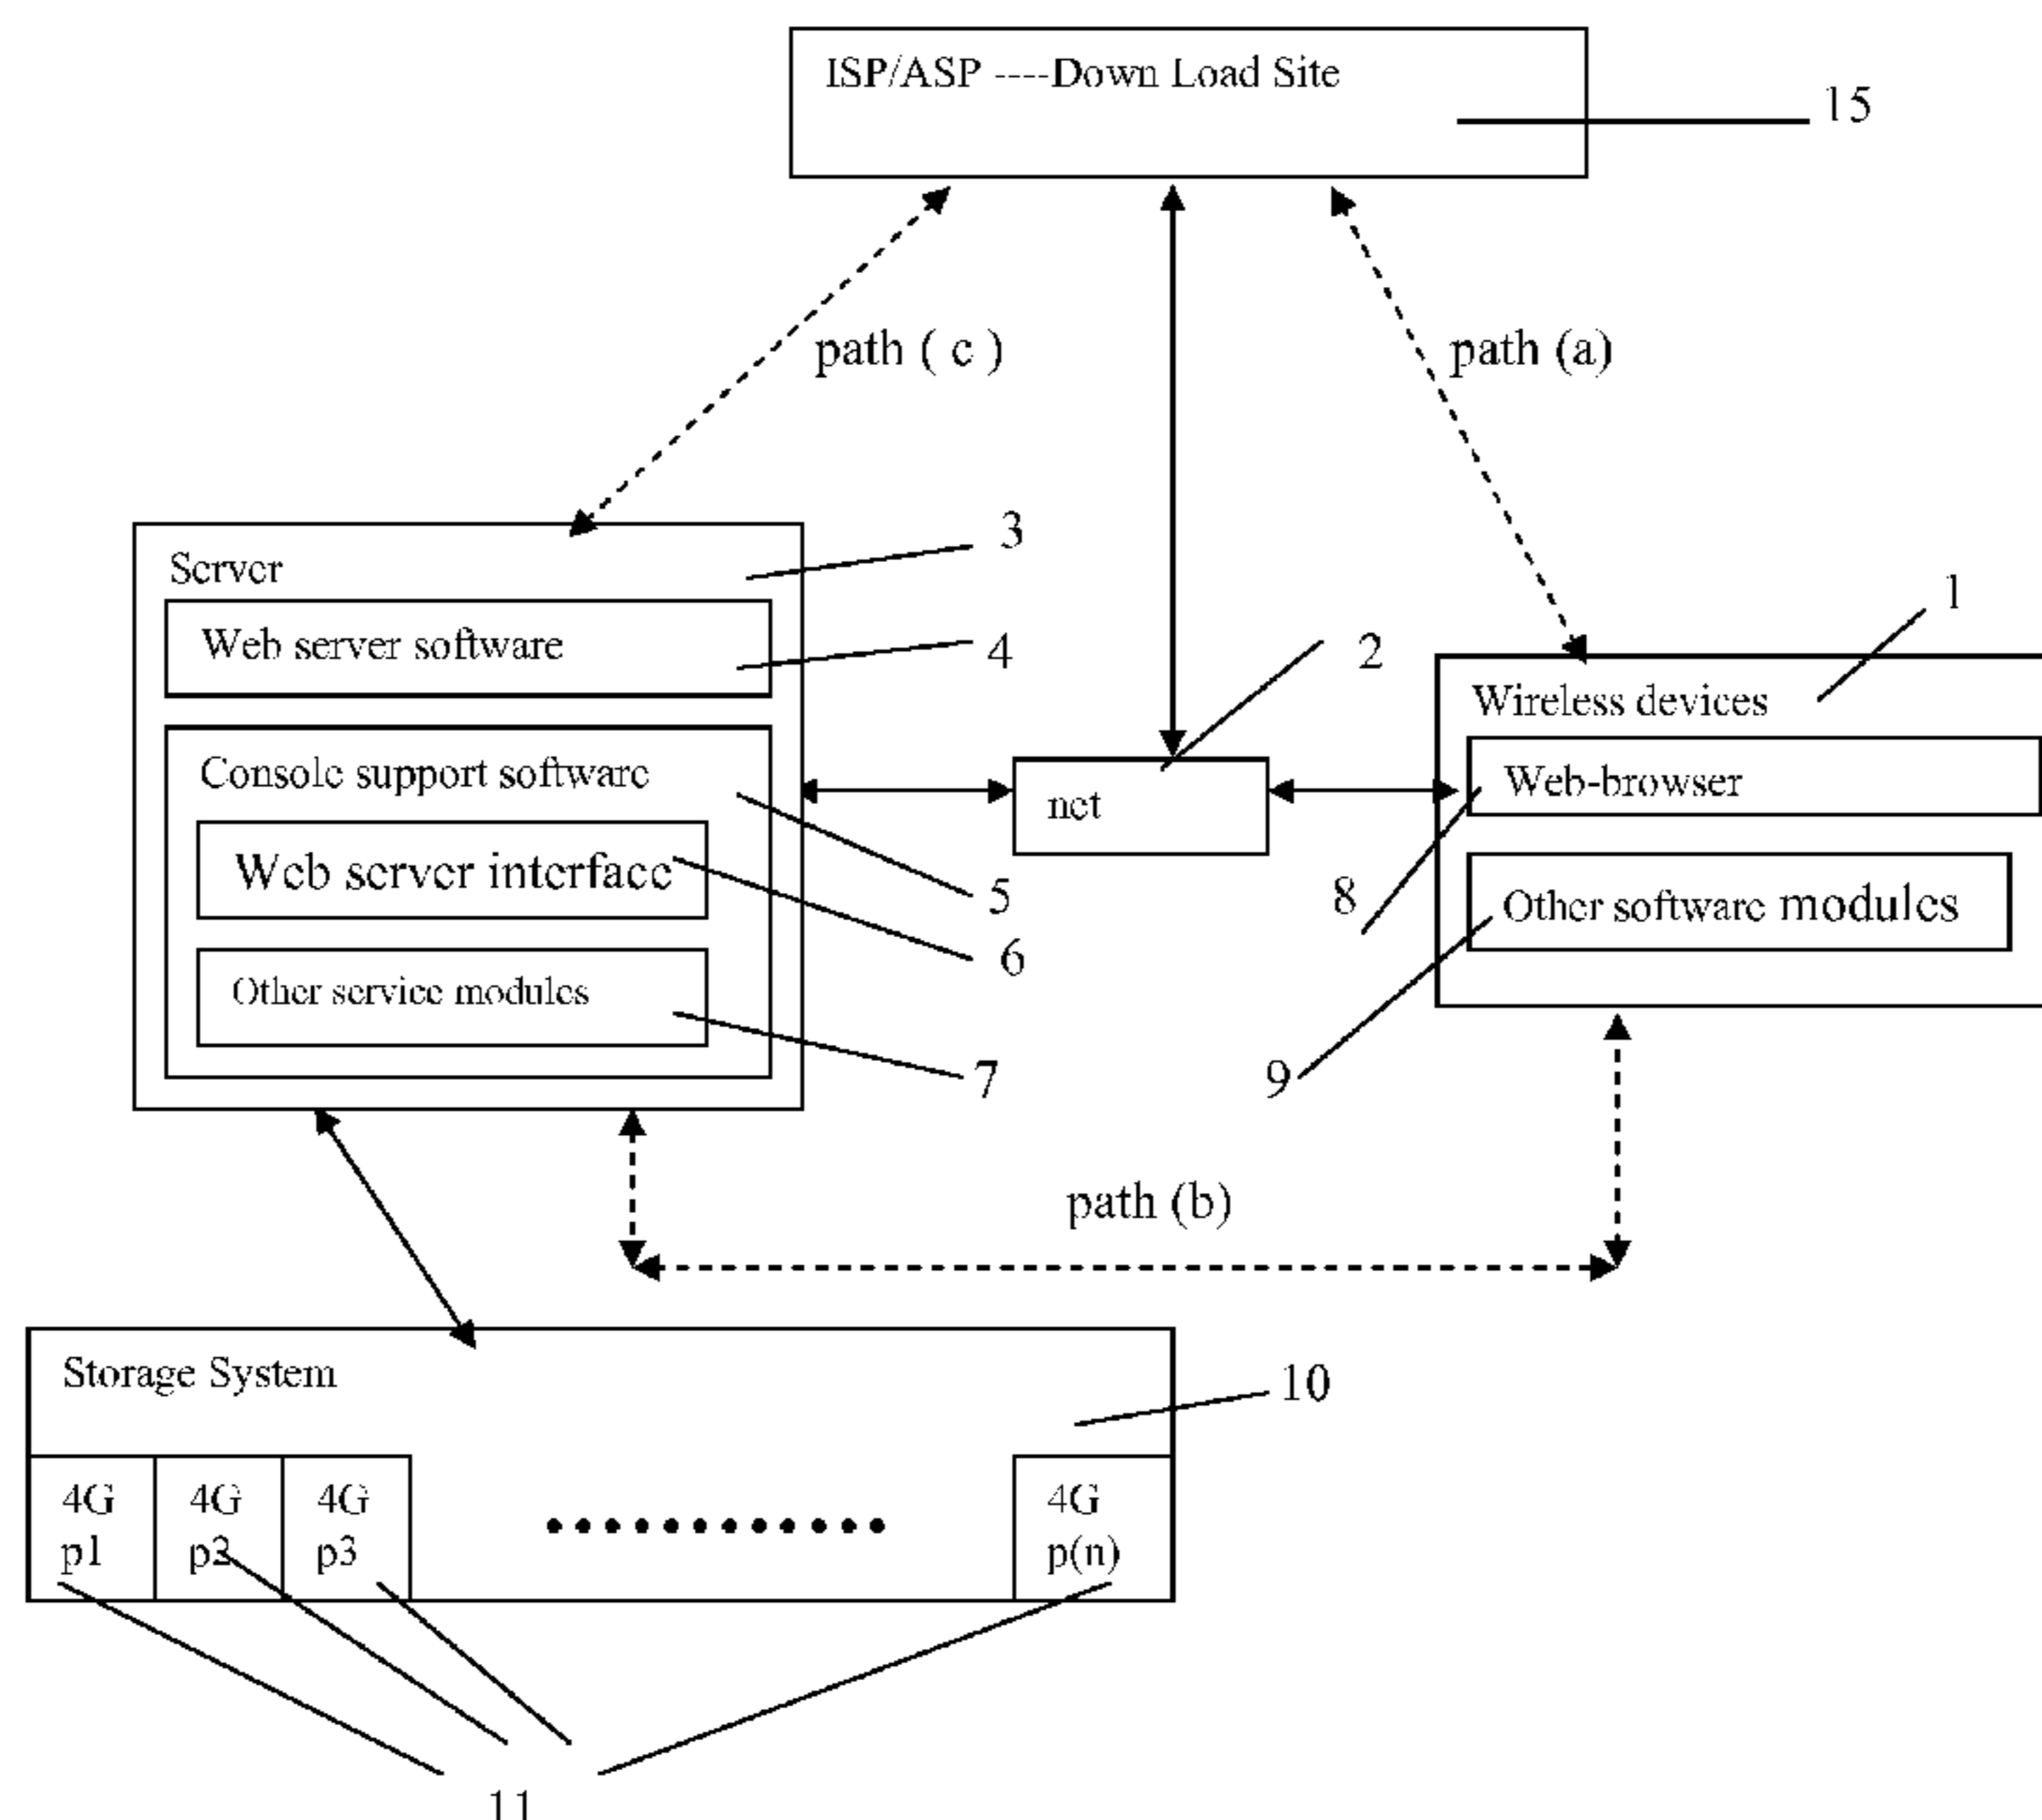 ISP/ASP ----Down Load Site
15
path ( c )
path (a)
Server
3
Web server software
4
2
1
Wireless devices
Console support software
net
Web-browser
Web server interface
5
8
Other software modules
6
Other service modules
7
9
path (b)
Storage System
10
4G
p1
4G
p2
4G
p3
4G
p(n)
11